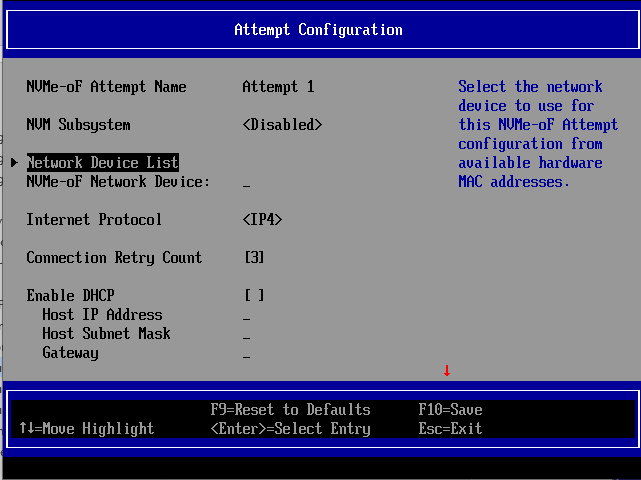 Attempt Configuration
NVMe-oF Attempt Name Attempt 1
NVM Subsystem <Disabled>
Network Device List
NVMe-oF Network Device: _
Internet Protocol <IP4>
Connection Retry Count [3]
Enable DHCP [ ]
Host IP Address _
Host Subnet Mask _
Gateway _
Select the network
device to use for
this NVMe-oF Attempt
configuration from
available hardware
MAC addresses.
F9=Reset to Defaults F10=Save
↑↓=Move Highlight <Enter>=Select Entry Esc=Exit